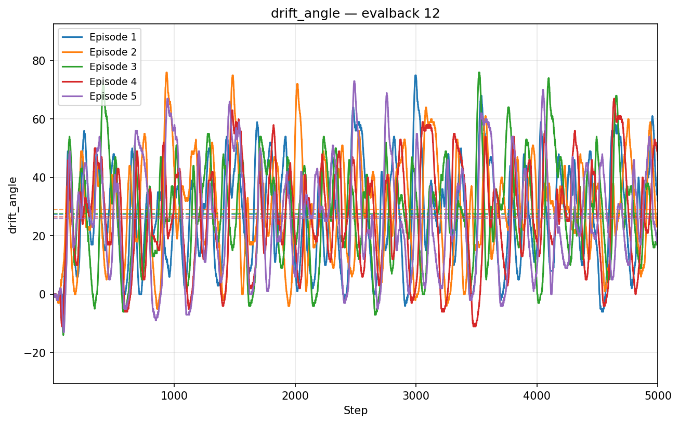 drift_angle — evalback 12
Episode 1
Episode 2
Episode 3
Episode 4
Episode 5
80
60
40
20
0
−20
drift_angle
1000
2000
3000
4000
5000
Step